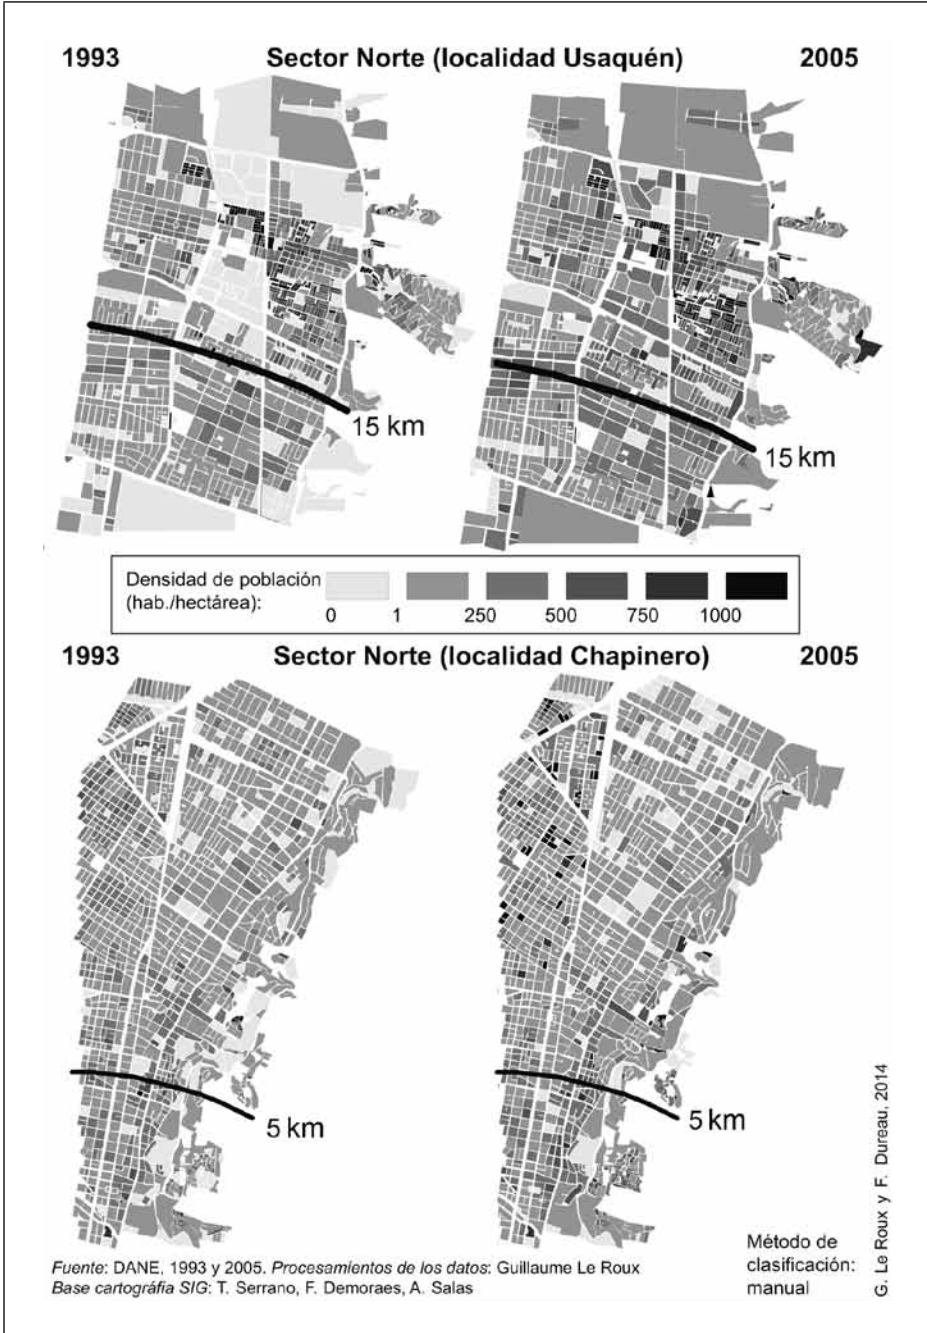 1993 Sector Norte (localidad Usaquén) 2005
15 km
15 km
Densidad de población
(hab./hectárea):
0 1 250 500 750 1000
1993 Sector Norte (localidad Chapinero) 2005
5 km
5 km
Fuente: DANE, 1993 y 2005. Procesamientos de los datos: Guillaume Le Roux
Base cartográfia SIG: T. Serrano, F. Demoraes, A. Salas
Método de
clasificación:
manual
G. Le Roux y F. Dureau, 2014